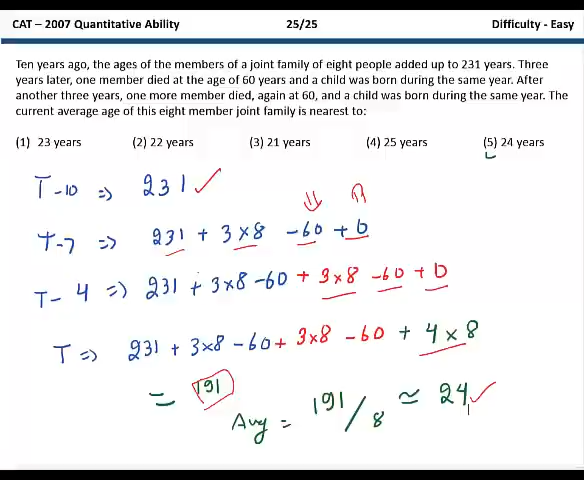 CAT – 2007 Quantitative Ability 25/25 Difficulty - Easy
Ten years ago, the ages of the members of a joint family of eight people added up to 231 years. Three
years later, one member died at the age of 60 years and a child was born during the same year. After
another three years, one more member died, again at 60, and a child was born during the same year. The
current average age of this eight member joint family is nearest to:
(1) 23 years (2) 22 years (3) 21 years (4) 25 years (5) 24 years
T-10 => 231 ✓
T-7 => 231 + 3×8 -60 + 0
T-4 => 231 + 3×8 -60 + 3×8 -60 + 0
T => 231 + 3×8 -60 + 3×8 -60 + 4×8
= 191
Avg = 191/8 ≃ 24 ✓